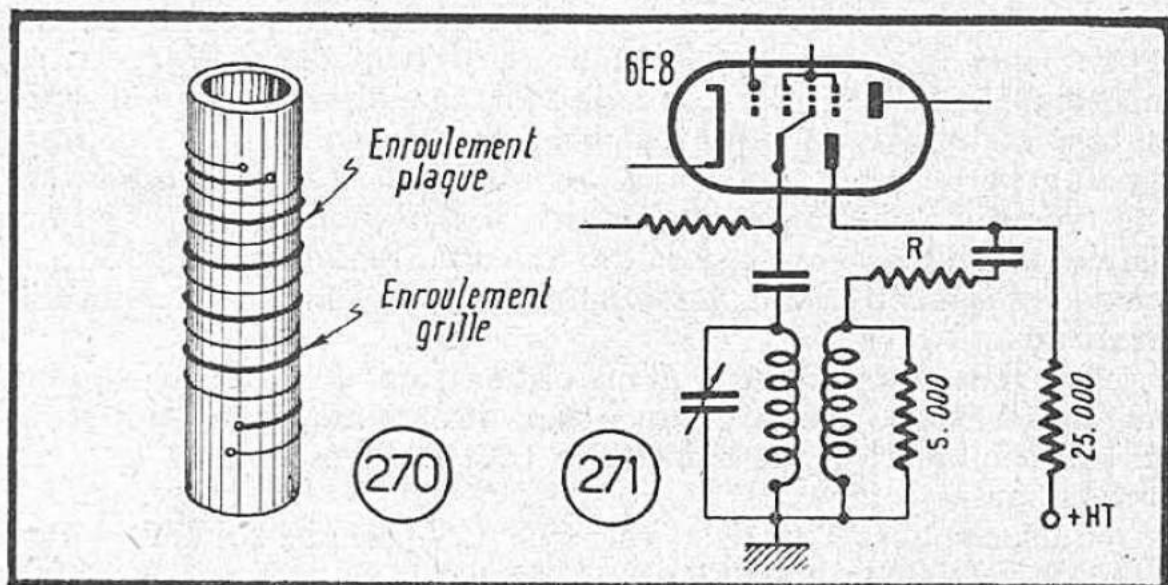 6E8
Enroulement
plaque
Enroulement
grille
270
271
R
5.000
25.000
+HT